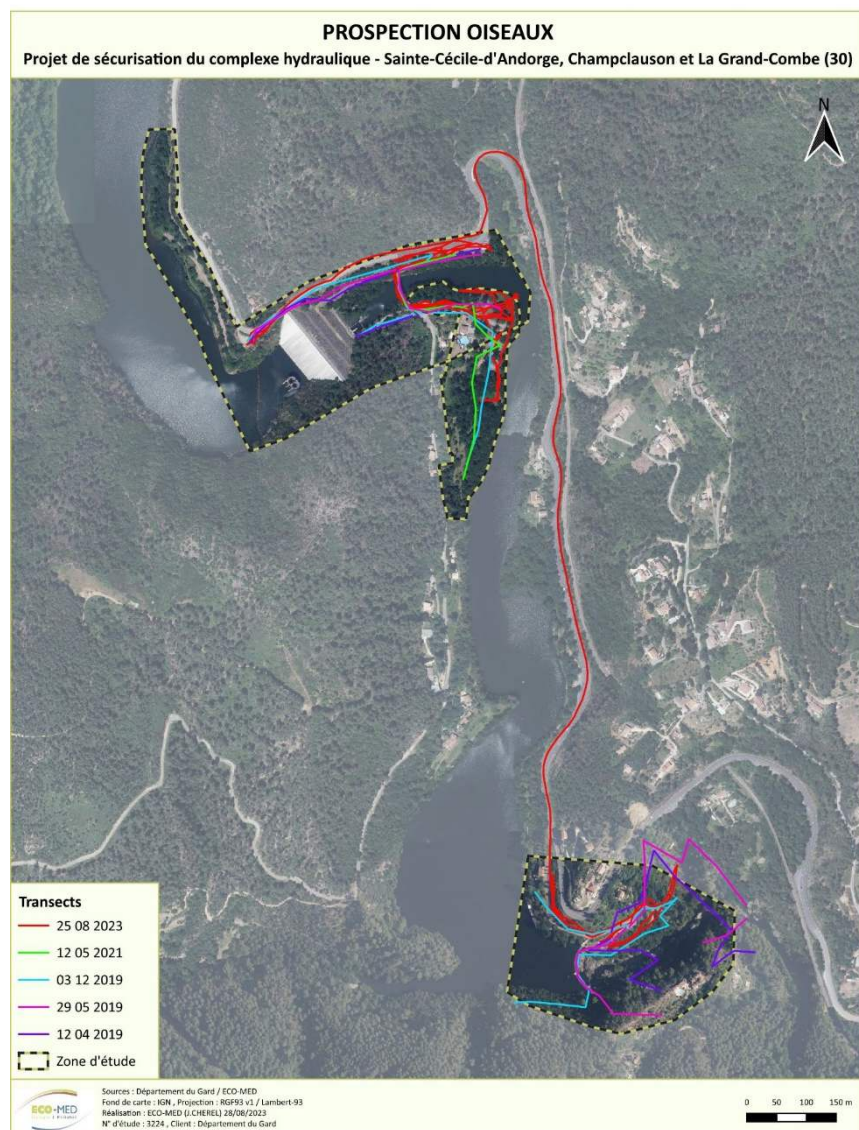 PROSPECTION OISEAUX
Projet de sécurisation du complexe hydraulique - Sainte-Cécile-d'Andorge, Champclauson et La Grand-Combe (30)
N
Transects
25 08 2023
12 05 2021
03 12 2019
29 05 2019
12 04 2019
Zone d'étude
ECO-MED
Sources : Département du Gard / ECO-MED
Fond de carte : IGN , Projection : RGF93 v1 / Lambert-93
Réalisation : ECO-MED (J.CHEREL) 28/08/2023
N° d'étude : 3224 , Client : Département du Gard
0 50 100 150 m